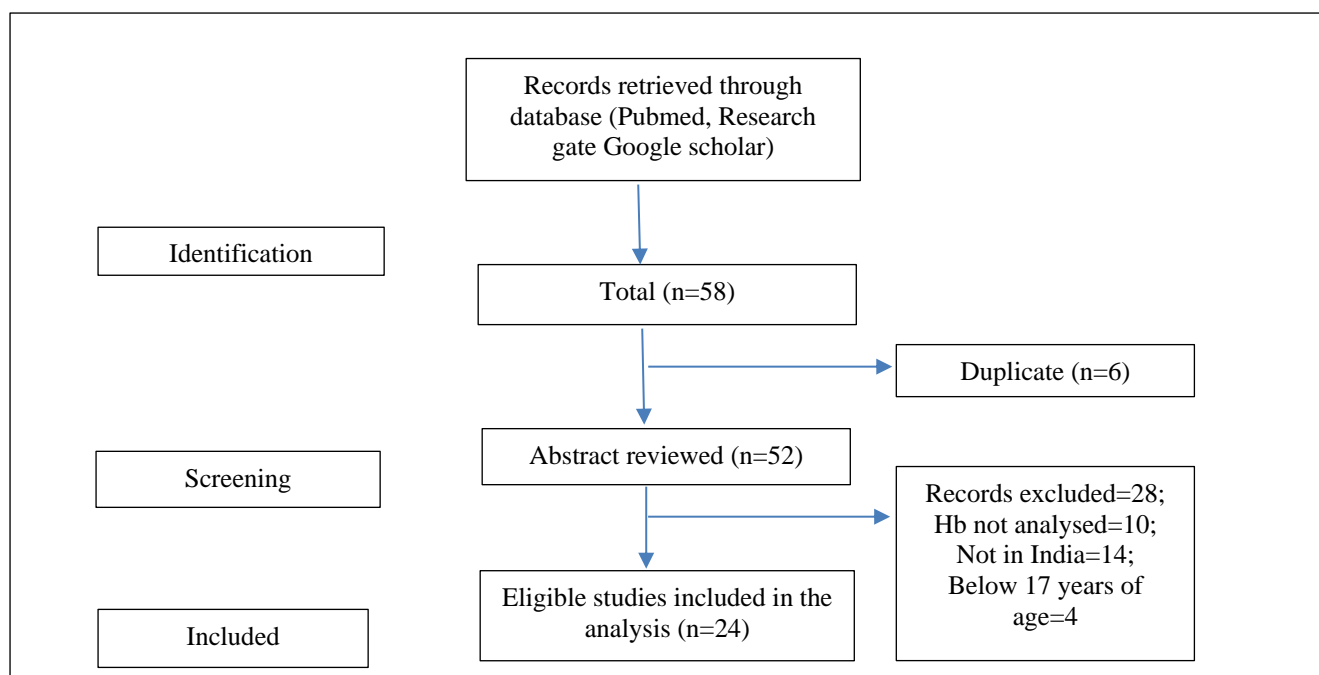 Records retrieved through
database (Pubmed, Research
gate Google scholar)
Identification
Total (n=58)
Duplicate (n=6)
Abstract reviewed (n=52)
Screening
Records excluded=28;
Hb not analysed=10;
Not in India=14;
Below 17 years of
age=4
Eligible studies included in the
analysis (n=24)
Included